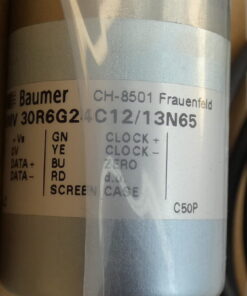 Baumer CH-8501 Frauenfeld
30R6G24C12/13N65
+Vs GN CLOCK +
0V YE CLOCK -
DATA+ BU ZERO
DATA- RD d.u.
SCREEN CAGE
C50P